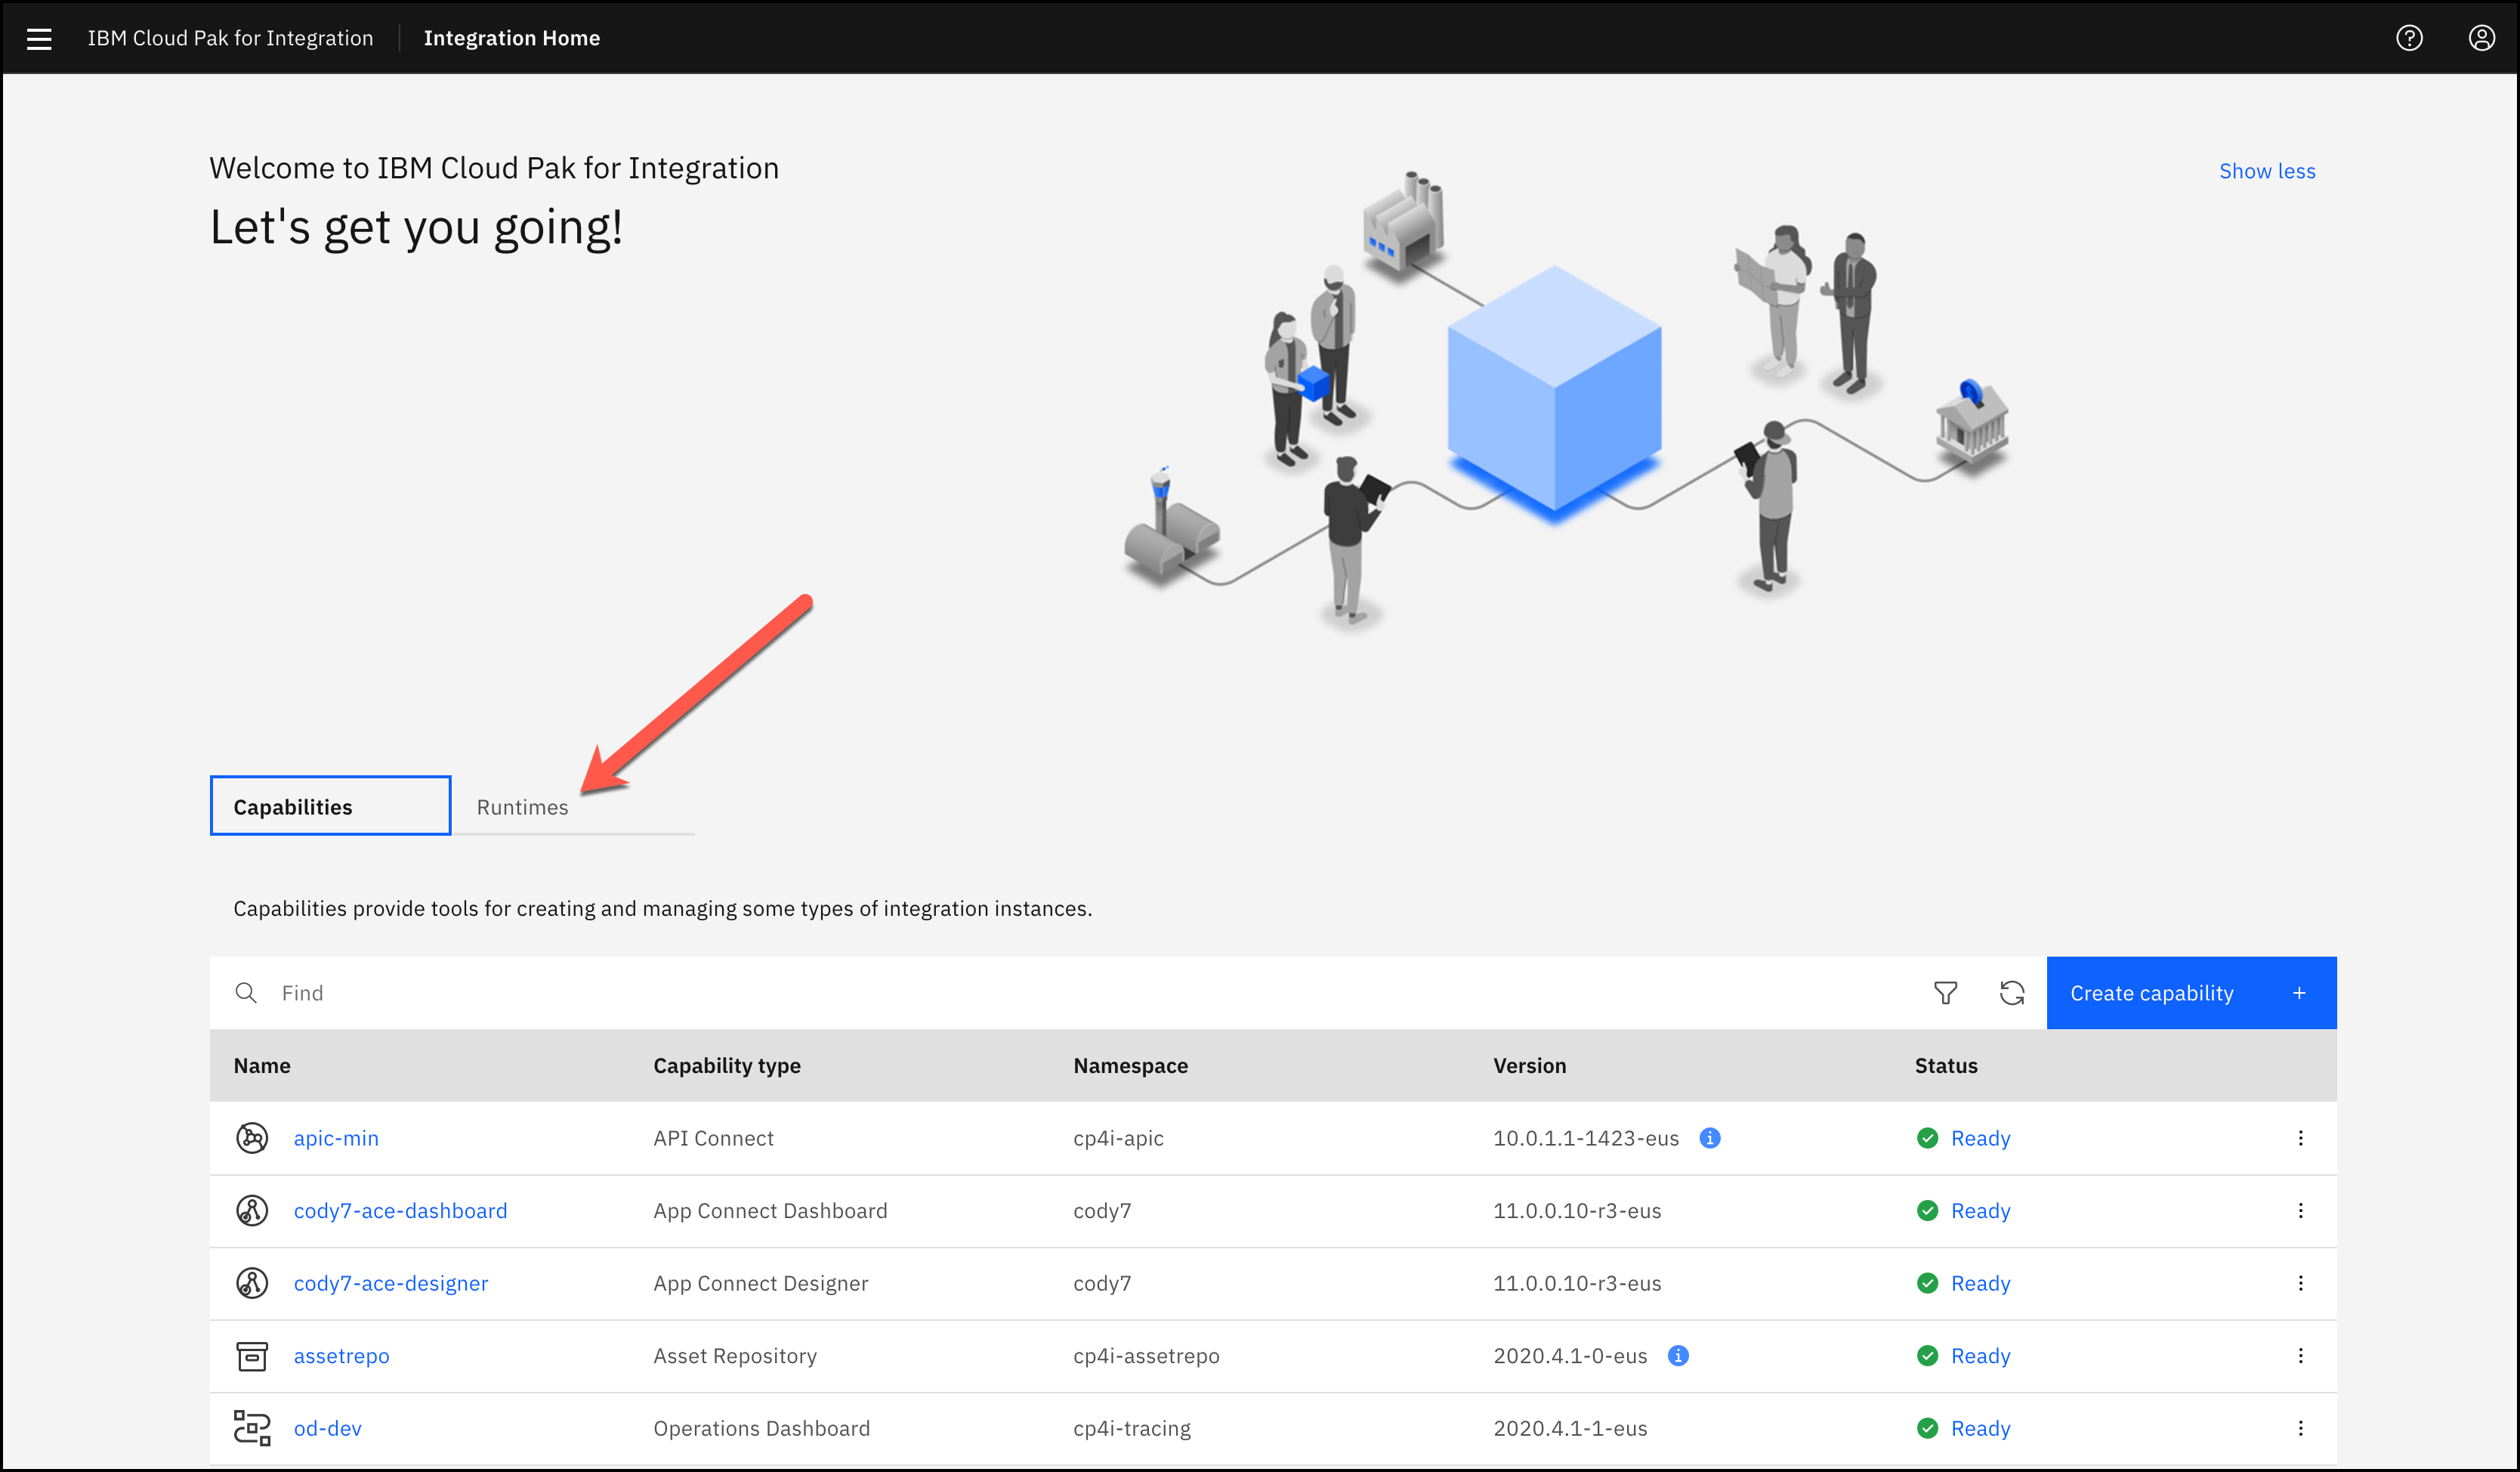 IBM Cloud Pak for Integration Integration Home
Welcome to IBM Cloud Pak for Integration
Show less
Let's get you going!
Capabilities Runtimes
Capabilities provide tools for creating and managing some types of integration instances.
Find Create capability +
Name Capability type Namespace Version Status
apic-min API Connect cp4i-apic 10.0.1.1-1423-eus Ready
cody7-ace-dashboard App Connect Dashboard cody7 11.0.0.10-r3-eus Ready
cody7-ace-designer App Connect Designer cody7 11.0.0.10-r3-eus Ready
assetrepo Asset Repository cp4i-assetrepo 2020.4.1-0-eus Ready
od-dev Operations Dashboard cp4i-tracing 2020.4.1-1-eus Ready